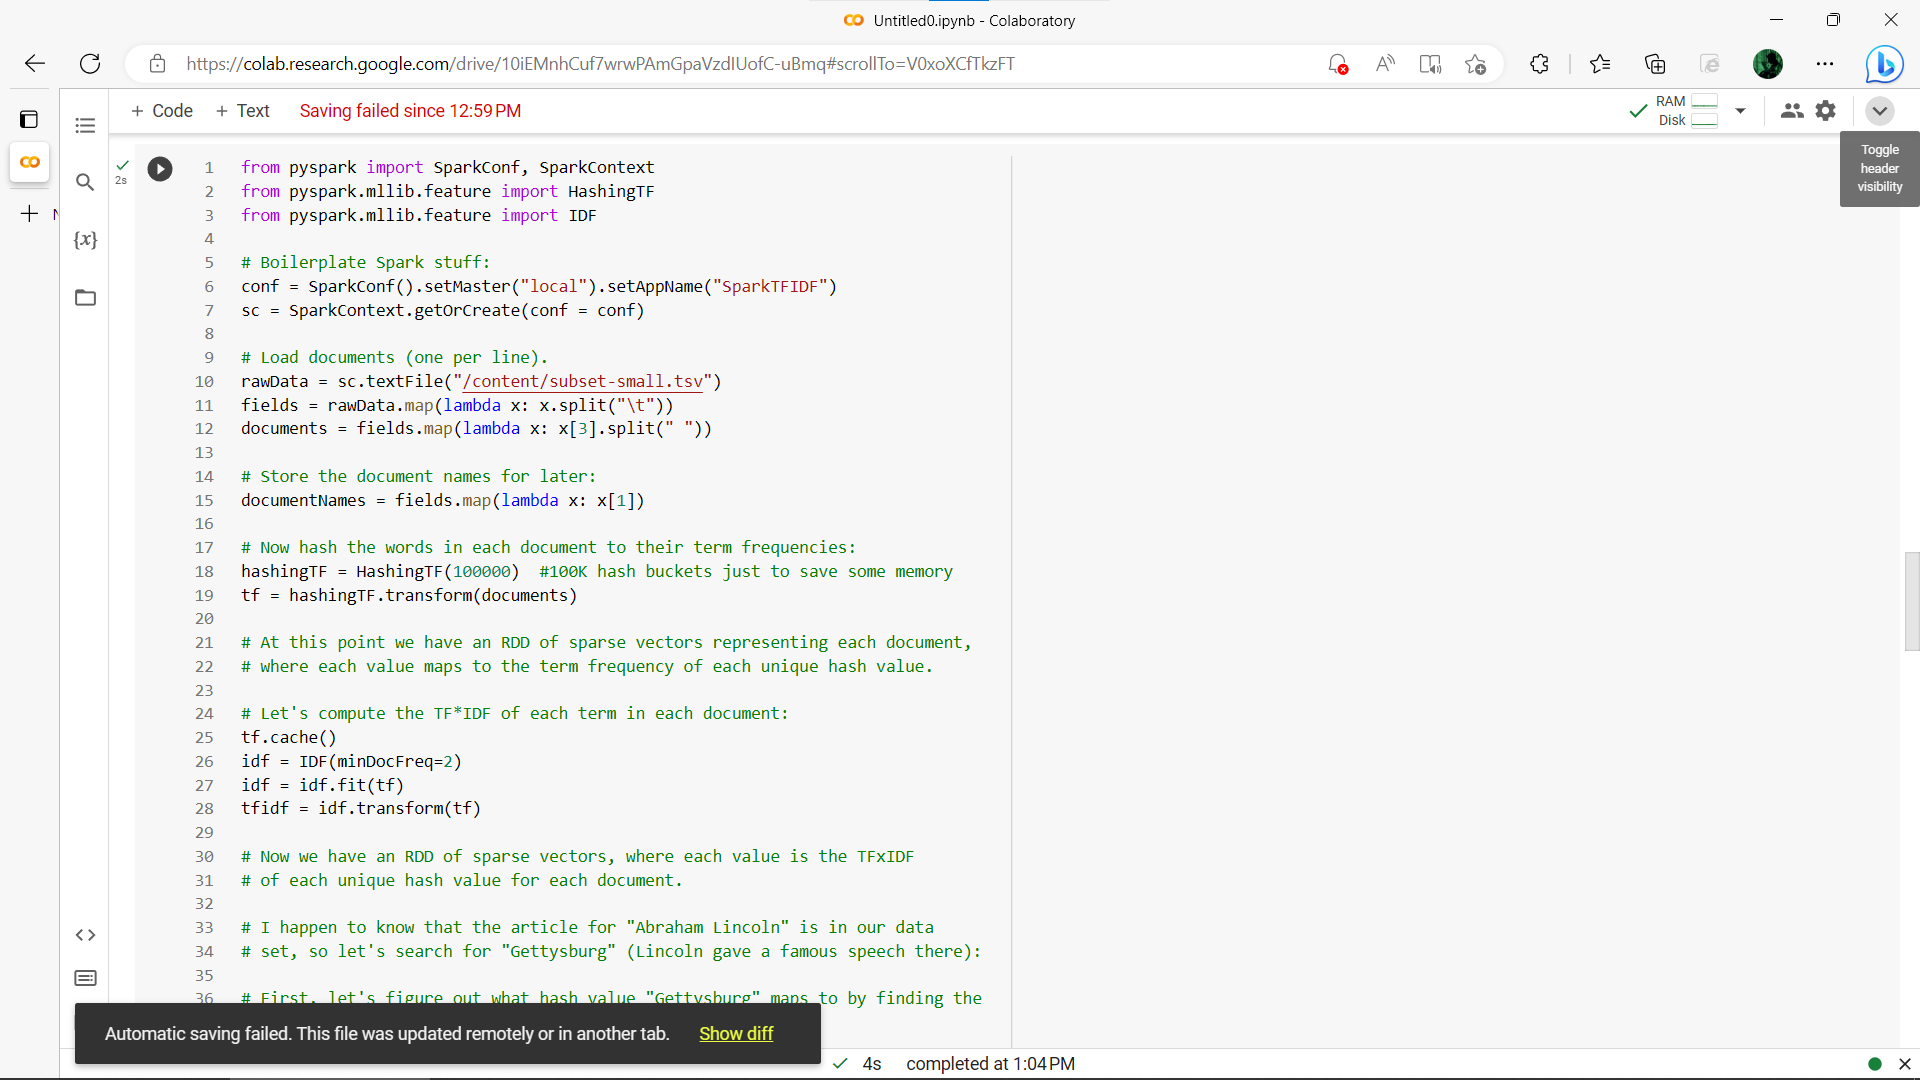 Untitled0.ipynb - Colaboratory
https://colab.research.google.com/drive/10iEMnhCuf7wrwPAmGpaVzdIUofC-uBmq#scrollTo=V0xoXCfTkzFT
+ Code + Text Saving failed since 12:59 PM
RAM
Disk
Toggle
header
visibility
2s
1 from pyspark import SparkConf, SparkContext
2 from pyspark.mllib.feature import HashingTF
3 from pyspark.mllib.feature import IDF
4
5 # Boilerplate Spark stuff:
6 conf = SparkConf().setMaster("local").setAppName("SparkTFIDF")
7 sc = SparkContext.getOrCreate(conf = conf)
8
9 # Load documents (one per line).
10 rawData = sc.textFile("/content/subset-small.tsv")
11 fields = rawData.map(lambda x: x.split("\t"))
12 documents = fields.map(lambda x: x[3].split(" "))
13
14 # Store the document names for later:
15 documentNames = fields.map(lambda x: x[1])
16
17 # Now hash the words in each document to their term frequencies:
18 hashingTF = HashingTF(100000)  #100K hash buckets just to save some memory
19 tf = hashingTF.transform(documents)
20
21 # At this point we have an RDD of sparse vectors representing each document,
22 # where each value maps to the term frequency of each unique hash value.
23
24 # Let's compute the TF*IDF of each term in each document:
25 tf.cache()
26 idf = IDF(minDocFreq=2)
27 idf = idf.fit(tf)
28 tfidf = idf.transform(tf)
29
30 # Now we have an RDD of sparse vectors, where each value is the TFxIDF
31 # of each unique hash value for each document.
32
33 # I happen to know that the article for "Abraham Lincoln" is in our data
34 # set, so let's search for "Gettysburg" (Lincoln gave a famous speech there):
35
36 # First, let's figure out what hash value "Gettysburg" maps to by finding the
Automatic saving failed. This file was updated remotely or in another tab. Show diff
4s completed at 1:04 PM